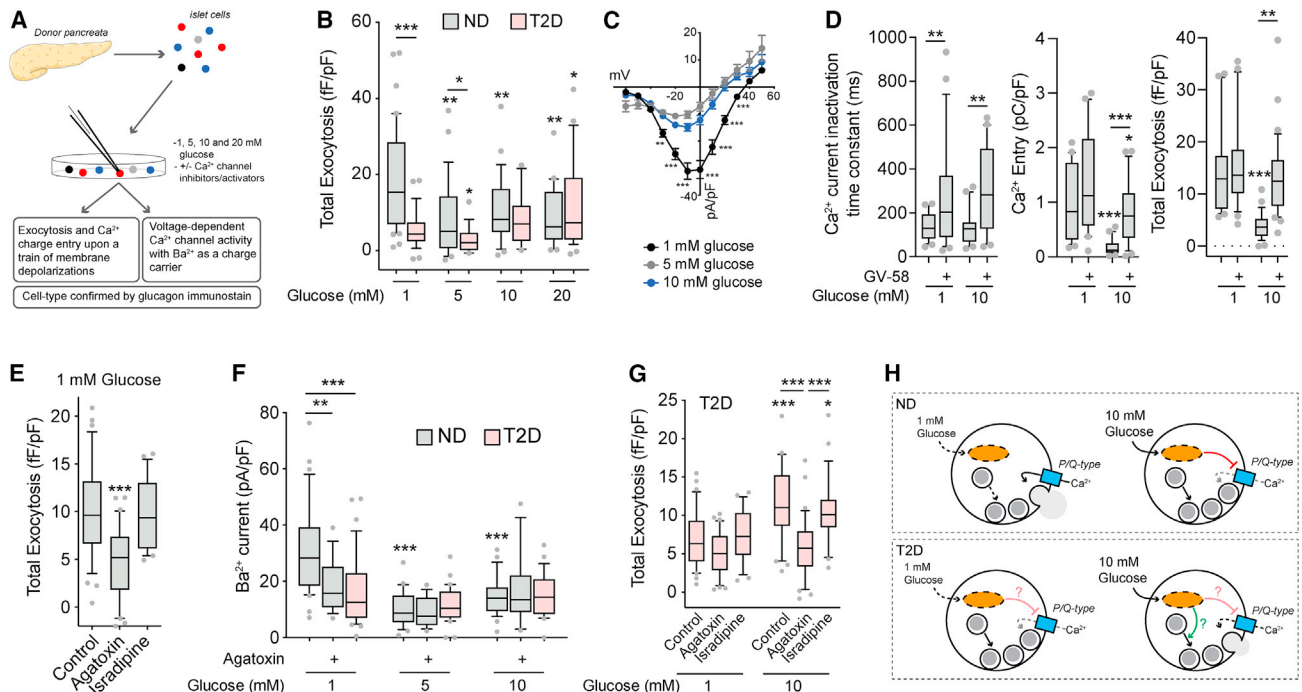 A
Donor pancreata
islet cells
-1, 5, 10 and 20 mM
glucose
- +/- Ca²⁺ channel
inhibitors/activators
Exocytosis and Ca²⁺
charge entry upon a
train of membrane
depolarizations
Voltage-dependent
Ca²⁺ channel activity
with Ba²⁺ as a charge
carrier
Cell-type confirmed by glucagon immunostain
B
ND T2D
Total Exocytosis (fF/pF)
60
40
20
0
***
**
*
*
**
**
*
Glucose (mM) 1 5 10 20
C
mV
20
-20 40 60
-40
pA/pF
**
***
***
***
***
***
***
***
1 mM glucose
5 mM glucose
10 mM glucose
D
Ca²⁺ current inactivation
time constant (ms)
1000
800
600
400
200
0
**
**
GV-58 + +
Glucose (mM) 1 10
Ca²⁺ Entry (pC/pF)
4
3
2
1
0
***
***
*
+ +
1 10
Total Exocytosis (fF/pF)
40
30
20
10
0
**
***
+ +
1 10
E
1 mM Glucose
Total Exocytosis (fF/pF)
20
15
10
5
0
***
Control
Agatoxin
Isradipine
F
ND T2D
Ba²⁺ current (pA/pF)
80
60
40
20
0
***
**
***
***
Agatoxin + + +
Glucose (mM) 1 5 10
G
T2D
Total Exocytosis (fF/pF)
25
20
15
10
5
0
*** ***
*** *
Control
Agatoxin
Isradipine
Control
Agatoxin
Isradipine
Glucose (mM) 1 10
H
ND
1 mM
Glucose
P/Q-type
Ca²⁺
10 mM
Glucose
P/Q-type
Ca²⁺
T2D
1 mM
Glucose
?
P/Q-type
Ca²⁺
10 mM
Glucose
?
?
P/Q-type
Ca²⁺